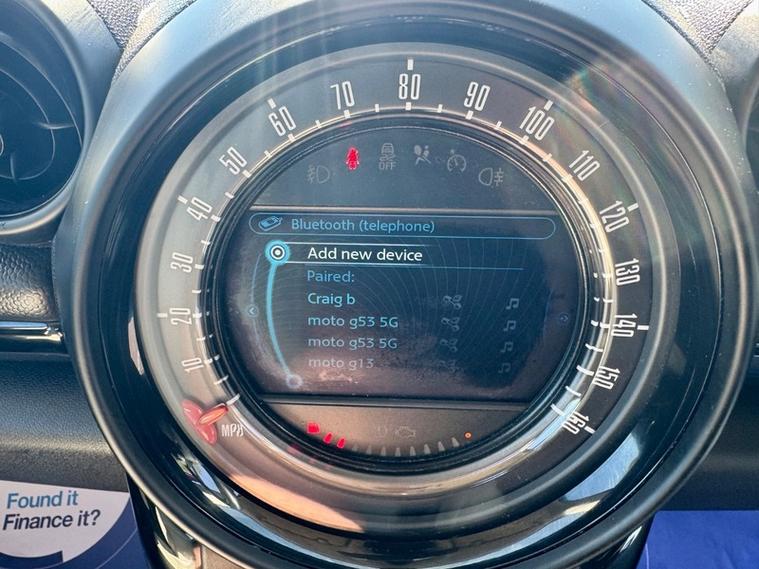 80
70
90
60
100
50
110
OFF
40
120
Bluetooth (telephone)
Add new device
30
130
Paired:
Craig b
20
moto g53 5G
140
moto g53 5G
10
moto g13
150
160
MPH
Found it
Finance it?